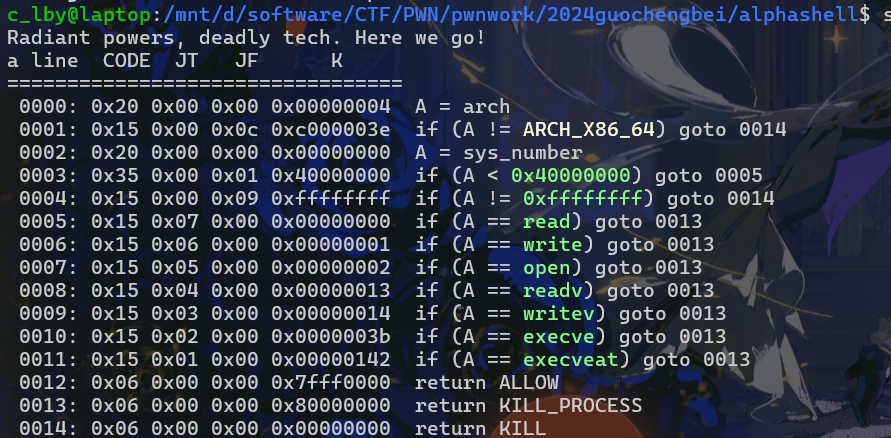 c_lby@laptop:/mnt/d/software/CTF/PWN/pwnwork/2024guochengbei/alphashell$ s
Radiant powers, deadly tech. Here we go!
a line  CODE  JT   JF      K
=================================
 0000: 0x20 0x00 0x00 0x00000004  A = arch
 0001: 0x15 0x00 0x0c 0xc000003e  if (A != ARCH_X86_64) goto 0014
 0002: 0x20 0x00 0x00 0x00000000  A = sys_number
 0003: 0x35 0x00 0x01 0x40000000  if (A < 0x40000000) goto 0005
 0004: 0x15 0x00 0x09 0xffffffff  if (A != 0xffffffff) goto 0014
 0005: 0x15 0x07 0x00 0x00000000  if (A == read) goto 0013
 0006: 0x15 0x06 0x00 0x00000001  if (A == write) goto 0013
 0007: 0x15 0x05 0x00 0x00000002  if (A == open) goto 0013
 0008: 0x15 0x04 0x00 0x00000013  if (A == readv) goto 0013
 0009: 0x15 0x03 0x00 0x00000014  if (A == writev) goto 0013
 0010: 0x15 0x02 0x00 0x0000003b  if (A == execve) goto 0013
 0011: 0x15 0x01 0x00 0x00000142  if (A == execveat) goto 0013
 0012: 0x06 0x00 0x00 0x7fff0000  return ALLOW
 0013: 0x06 0x00 0x00 0x80000000  return KILL_PROCESS
 0014: 0x06 0x00 0x00 0x00000000  return KILL